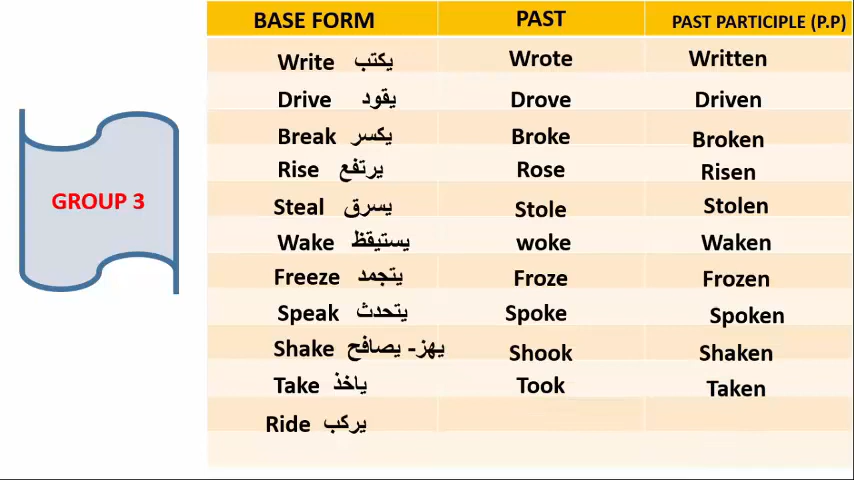 BASE FORM PAST PAST PARTICIPLE (P.P)
Write يكتب Wrote Written
Drive يقود Drove Driven
Break يكسر Broke Broken
Rise يرتفع Rose Risen
GROUP 3
Steal يسرق Stole Stolen
Wake يستيقظ woke Waken
Freeze يتجمد Froze Frozen
Speak يتحدث Spoke Spoken
Shake يهز- يصافح Shook Shaken
Take ياخذ Took Taken
Ride يركب